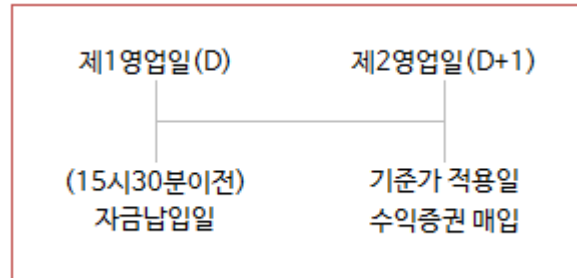 제1영업일(D)
제2영업일(D+1)
(15시30분이전)
자금납입일
기준가 적용일
수익증권 매입